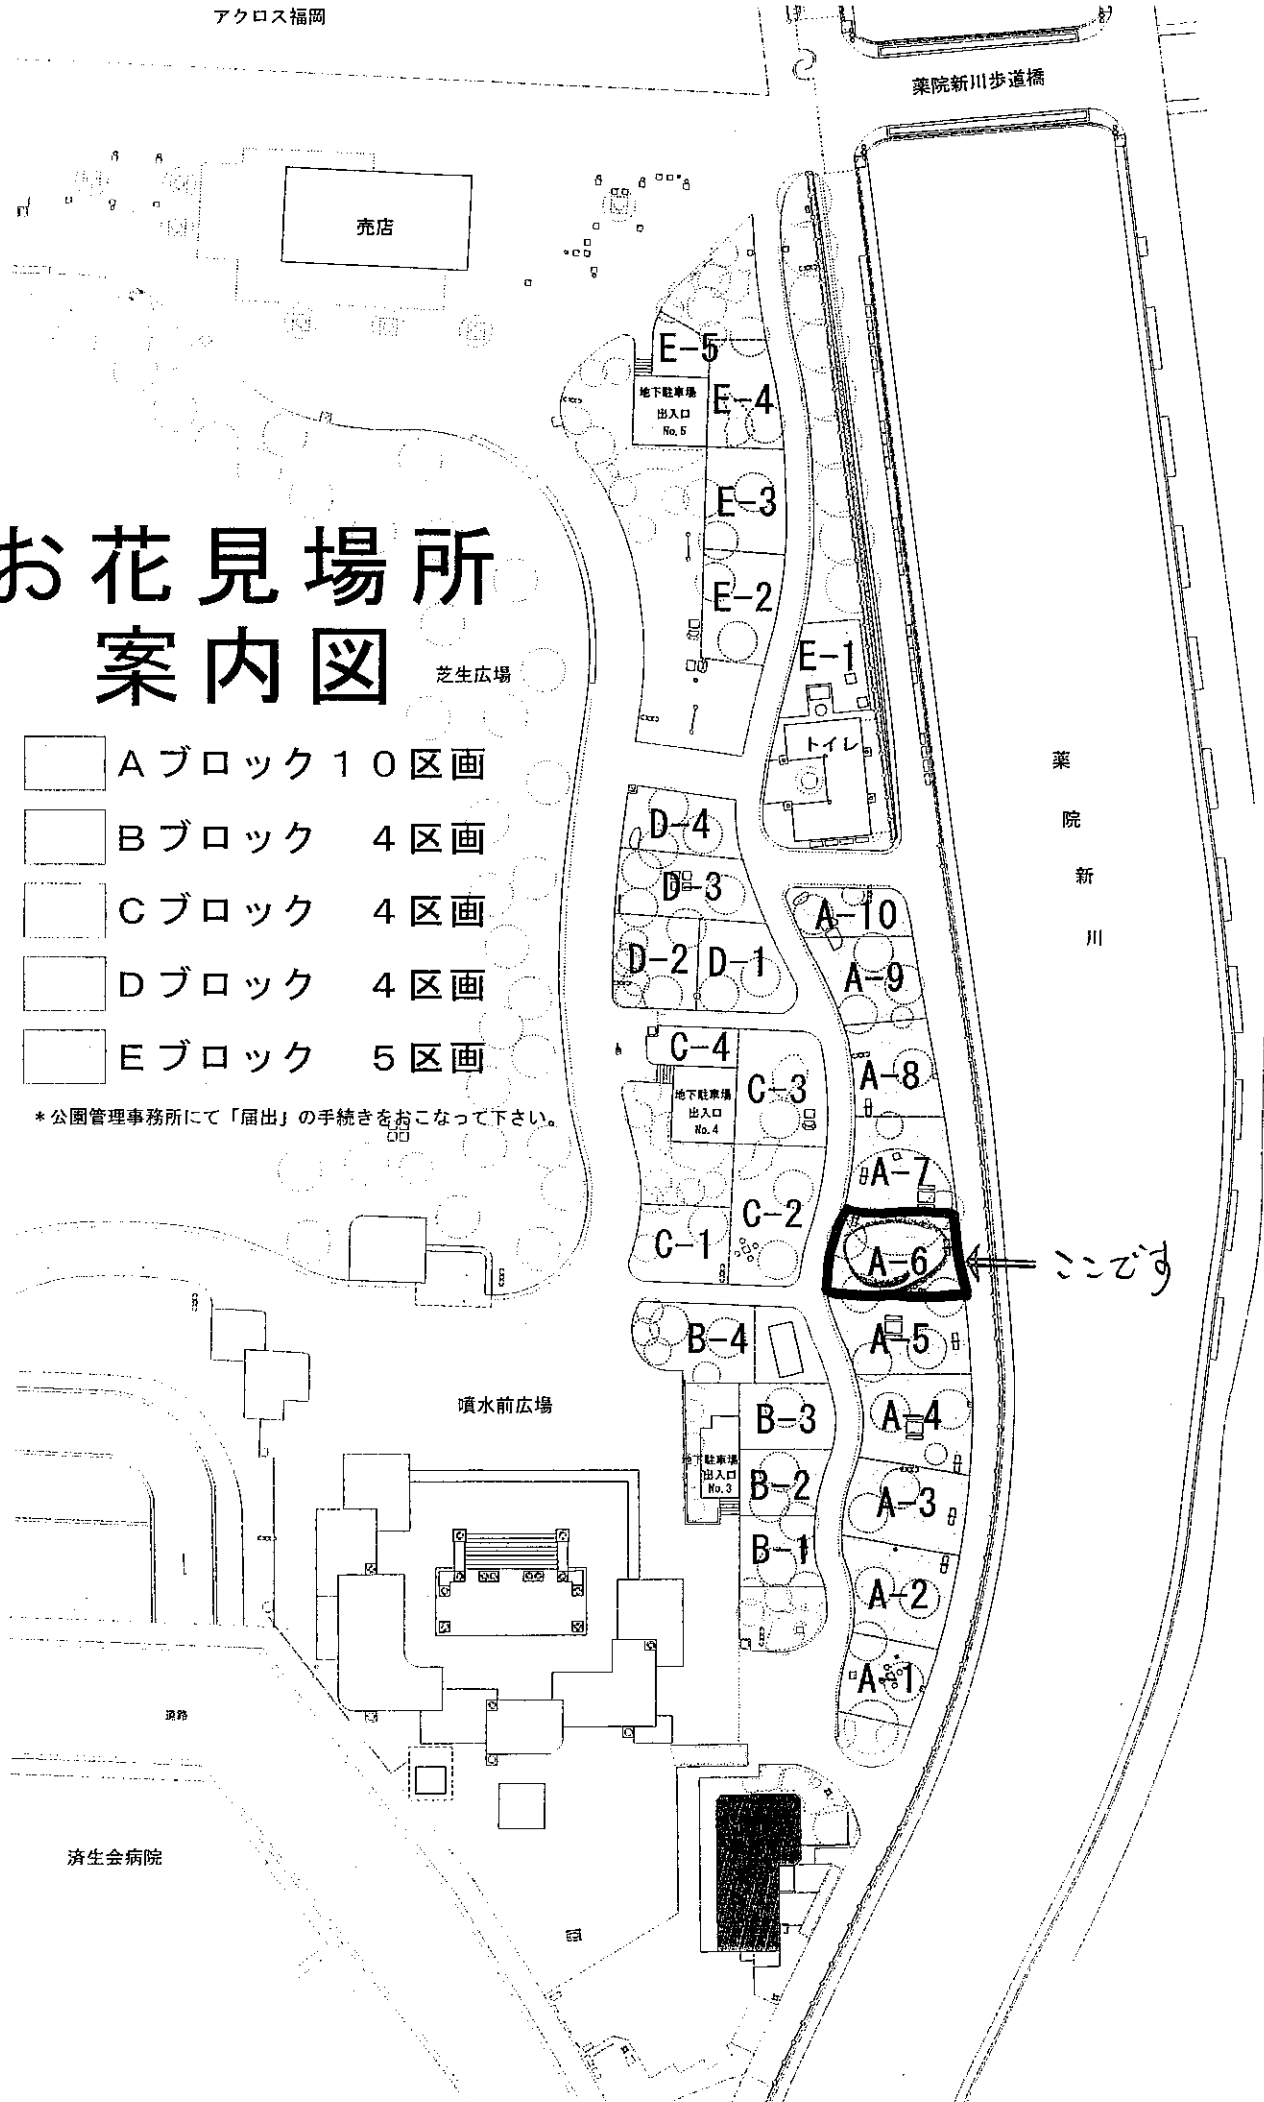 アクロス福岡
薬院新川歩道橋
売店
E-5
地下駐車場
出入口
No.5
E-4
E-3
E-2
お花見場所
案内図
芝生広場
E-1
トイレ
Aブロック10区画
Bブロック 4区画
Cブロック 4区画
Dブロック 4区画
Eブロック 5区画
*公園管理事務所にて「届出」の手続きをおこなって下さい。
薬院新川
D-4
D-3
D-2
D-1
A-10
A-9
C-4
C-3
地下駐車場
出入口
No.4
A-8
A-7
C-2
C-1
A-6
ここです
B-4
A-5
噴水前広場
B-3
A-4
地下駐車場
出入口
No.3
B-2
A-3
B-1
A-2
A-1
道路
済生会病院